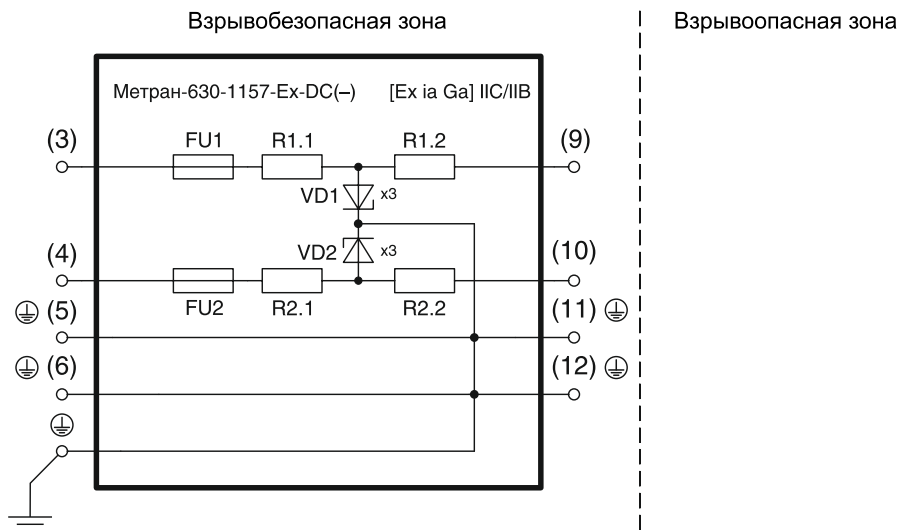 Взрывобезопасная зона
Взрывоопасная зона
Метран-630-1157-Ex-DC(–)
[Ex ia Ga] IIC/IIB
(3)
FU1
R1.1
R1.2
(9)
VD1
x3
VD2
x3
(4)
(10)
FU2
R2.1
R2.2
(5)
(11)
(6)
(12)